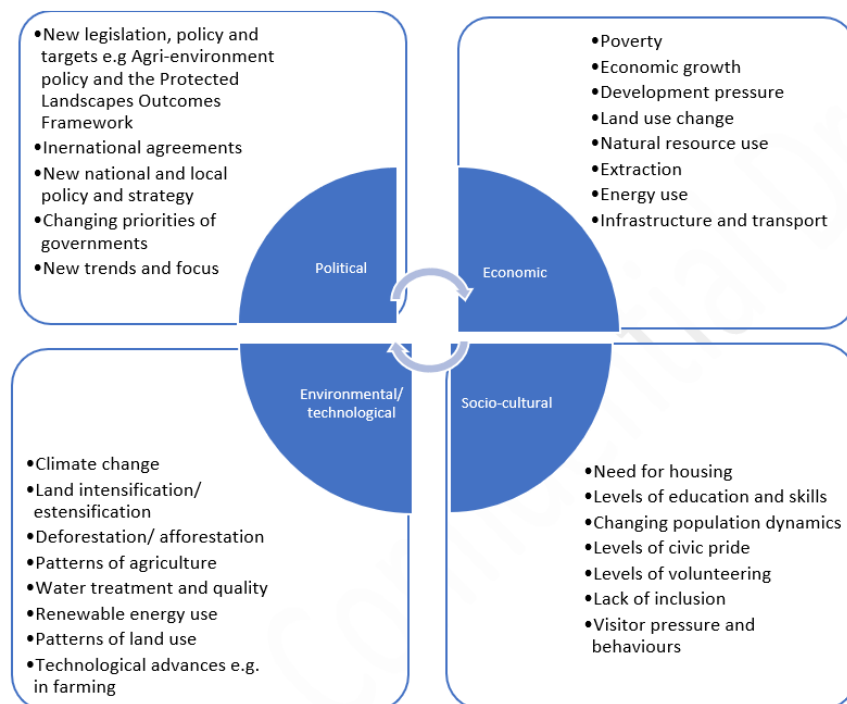 •New legislation, policy and
targets e.g Agri-environment
policy and the Protected
Landscapes Outcomes
Framework
•Inernational agreements
•New national and local
policy and strategy
•Changing priorities of
governments
•New trends and focus
Political
•Poverty
•Economic growth
•Development pressure
•Land use change
•Natural resource use
•Extraction
•Energy use
•Infrastructure and transport
Economic
Environmental/
technological
•Climate change
•Land intensification/
estensification
•Deforestation/ afforestation
•Patterns of agriculture
•Water treatment and quality
•Renewable energy use
•Patterns of land use
•Technological advances e.g.
in farming
Socio-cultural
•Need for housing
•Levels of education and skills
•Changing population dynamics
•Levels of civic pride
•Levels of volunteering
•Lack of inclusion
•Visitor pressure and
behaviours